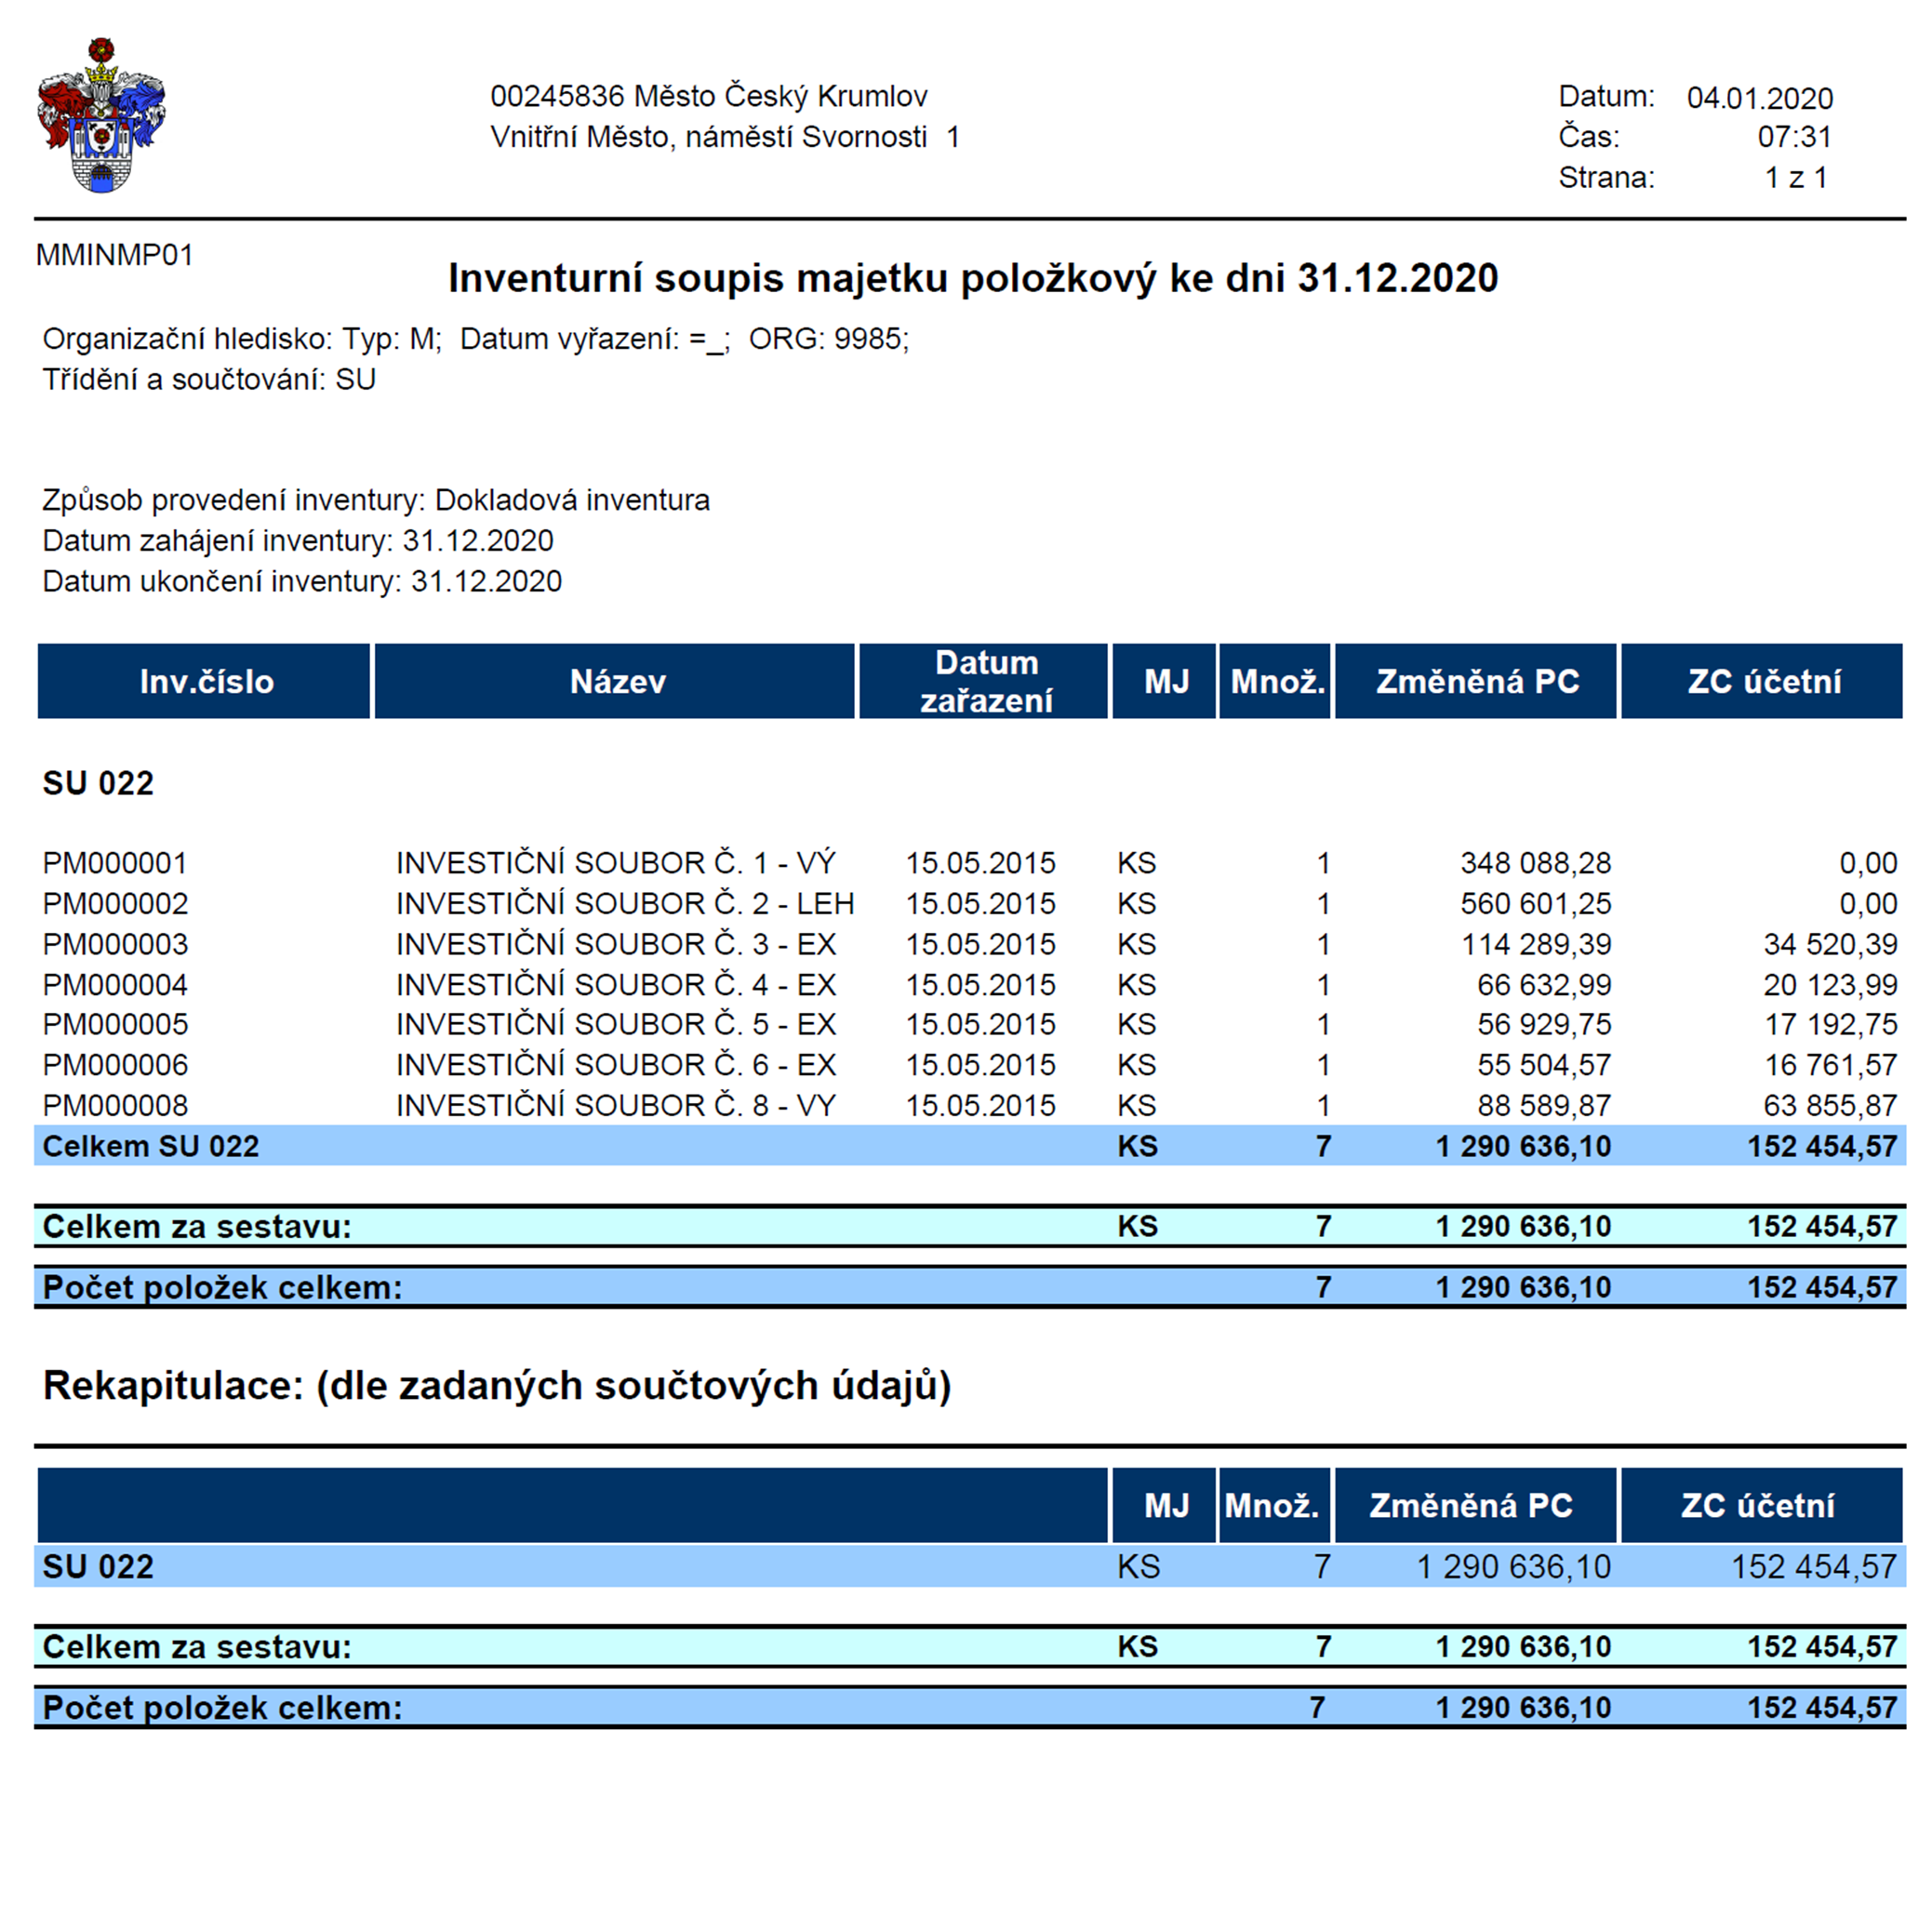 00245836 Město Český Krumlov
Vnitřní Město, náměstí Svornosti 1
Datum: 04.01.2020
Čas: 07:31
Strana: 1 z 1
MMINMP01
Inventurní soupis majetku položkový ke dni 31.12.2020
Organizační hledisko: Typ: M; Datum vyřazení: =_; ORG: 9985;
Třídění a součtování: SU
Způsob provedení inventury: Dokladová inventura
Datum zahájení inventury: 31.12.2020
Datum ukončení inventury: 31.12.2020
Inv.číslo Název Datum zařazení MJ Množ. Změněná PC ZC účetní
SU 022
PM000001 INVESTIČNÍ SOUBOR Č. 1 - VÝ 15.05.2015 KS 1 348 088,28 0,00
PM000002 INVESTIČNÍ SOUBOR Č. 2 - LEH 15.05.2015 KS 1 560 601,25 0,00
PM000003 INVESTIČNÍ SOUBOR Č. 3 - EX 15.05.2015 KS 1 114 289,39 34 520,39
PM000004 INVESTIČNÍ SOUBOR Č. 4 - EX 15.05.2015 KS 1 66 632,99 20 123,99
PM000005 INVESTIČNÍ SOUBOR Č. 5 - EX 15.05.2015 KS 1 56 929,75 17 192,75
PM000006 INVESTIČNÍ SOUBOR Č. 6 - EX 15.05.2015 KS 1 55 504,57 16 761,57
PM000008 INVESTIČNÍ SOUBOR Č. 8 - VY 15.05.2015 KS 1 88 589,87 63 855,87
Celkem SU 022 KS 7 1 290 636,10 152 454,57
Celkem za sestavu: KS 7 1 290 636,10 152 454,57
Počet položek celkem: 7 1 290 636,10 152 454,57
Rekapitulace: (dle zadaných součtových údajů)
MJ Množ. Změněná PC ZC účetní
SU 022 KS 7 1 290 636,10 152 454,57
Celkem za sestavu: KS 7 1 290 636,10 152 454,57
Počet položek celkem: 7 1 290 636,10 152 454,57